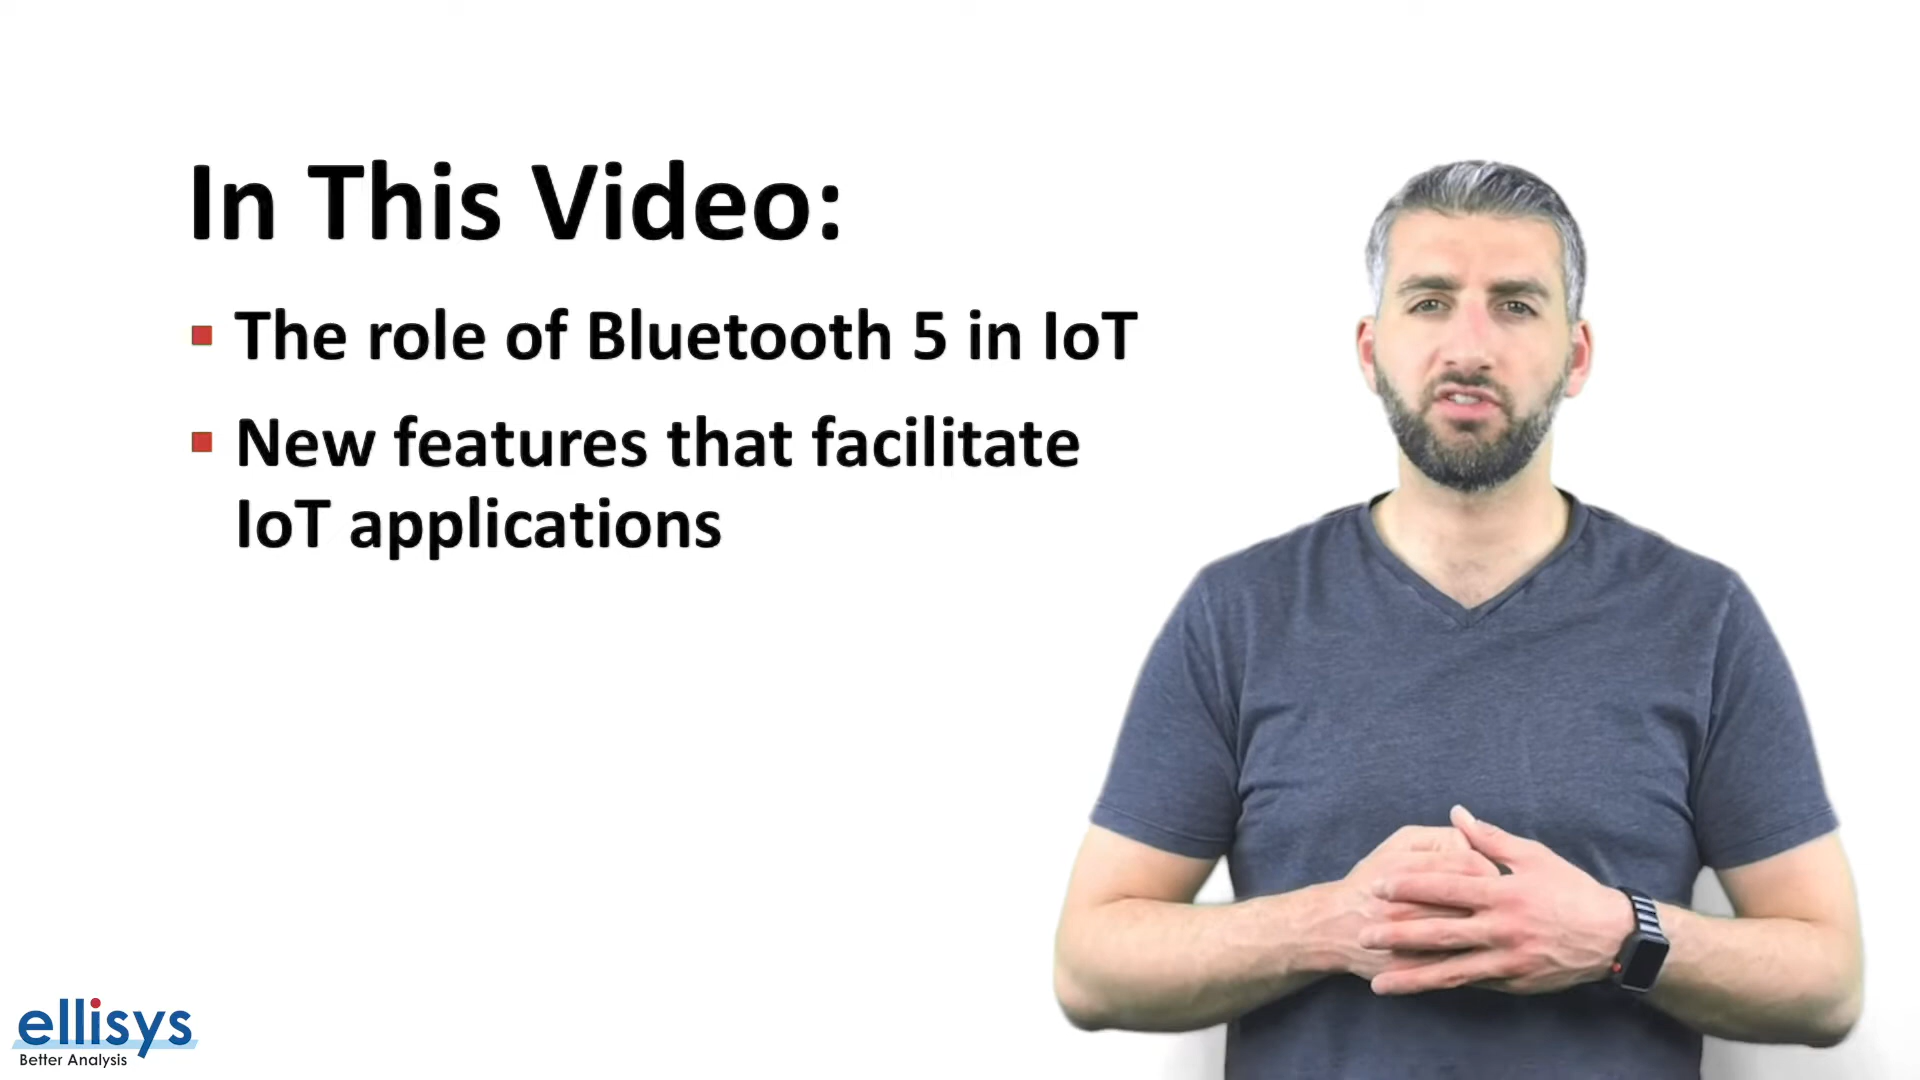 In This Video:
The role of Bluetooth 5 in IoT
New features that facilitate
IoT applications
ellisys
Better Analysis